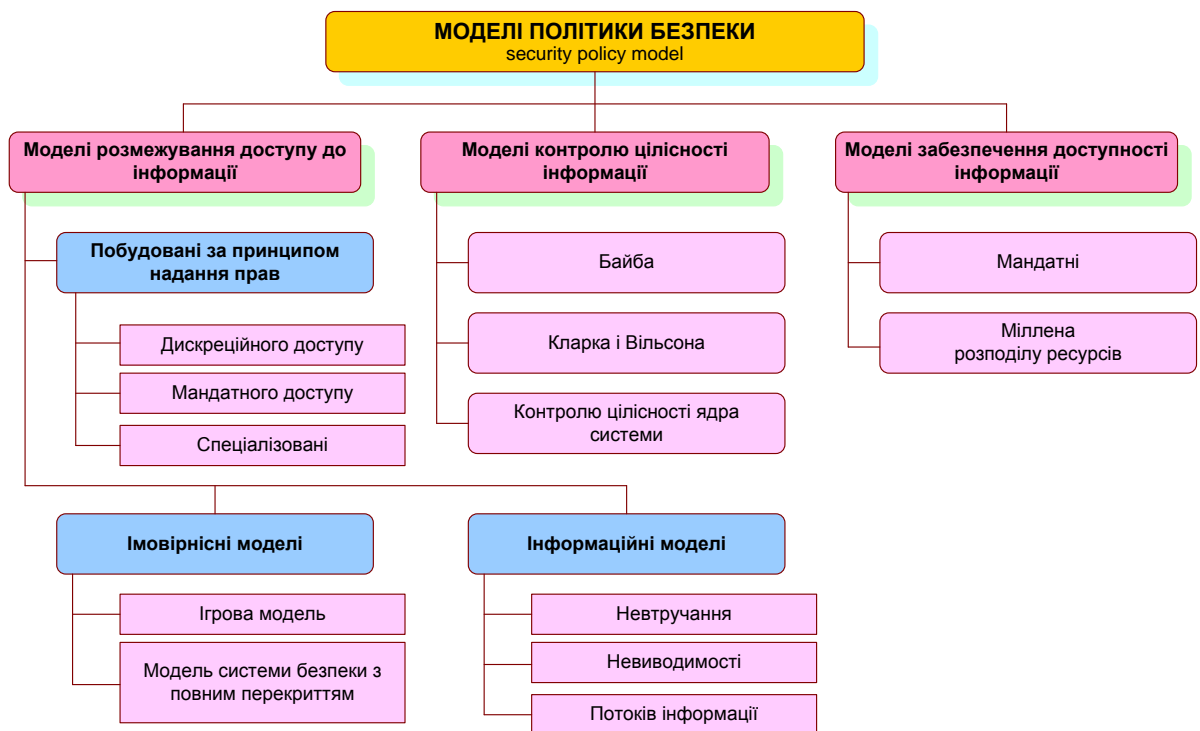 МОДЕЛІ ПОЛІТИКИ БЕЗПЕКИ
security policy model
Моделі розмежування доступу до
інформації
Моделі контролю цілісності
інформації
Моделі забезпечення доступності
інформації
Побудовані за принципом
надання прав
Дискреційного доступу
Мандатного доступу
Спеціалізовані
Байба
Кларка і Вільсона
Контролю цілісності ядра
системи
Мандатні
Міллена
розподілу ресурсів
Імовірнісні моделі
Ігрова модель
Модель системи безпеки з
повним перекриттям
Інформаційні моделі
Невтручання
Невиводимості
Потоків інформації